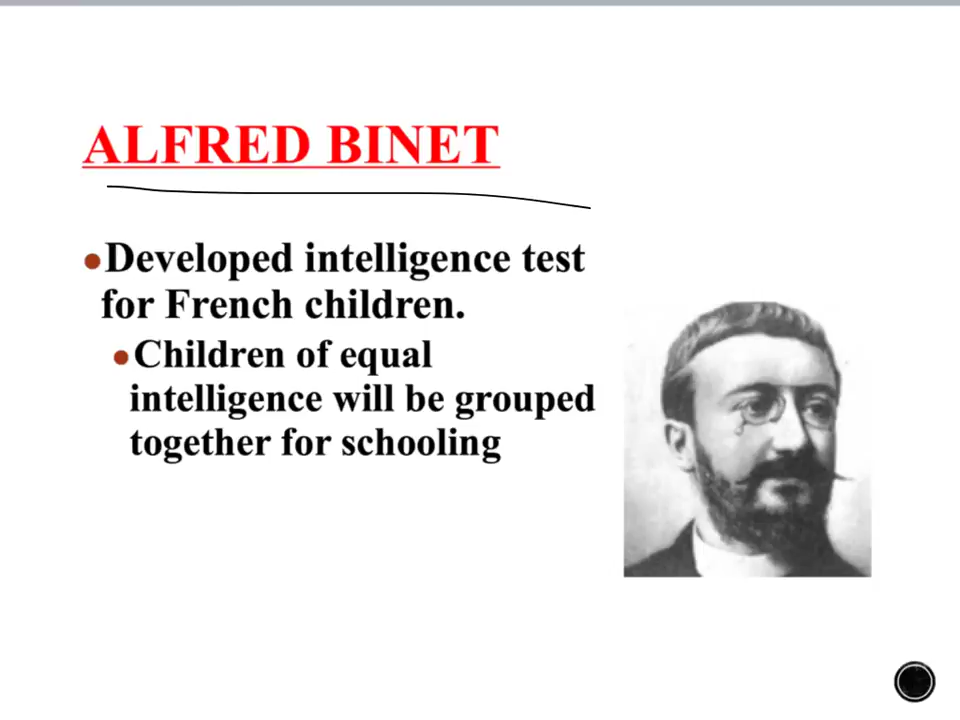 ALFRED BINET
●Developed intelligence test
for French children.
●Children of equal
intelligence will be grouped
together for schooling